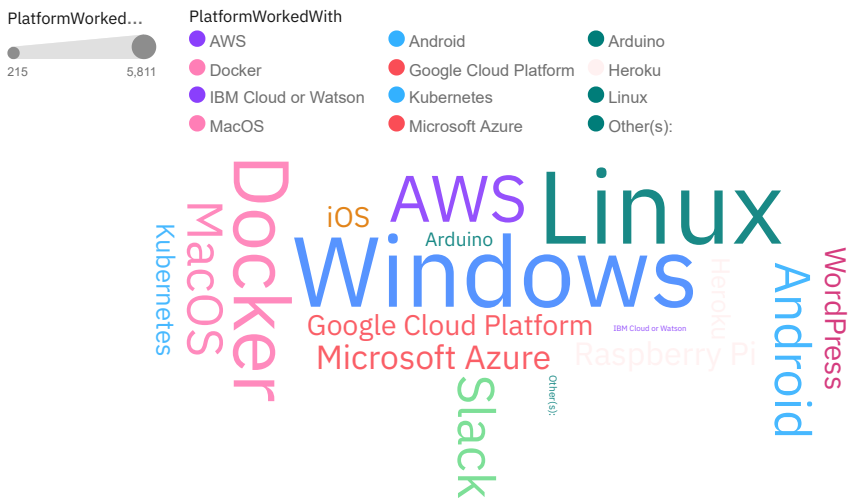 PlatformWorked...
215 5,811
PlatformWorkedWith
AWS Android Arduino
Docker Google Cloud Platform Heroku
IBM Cloud or Watson Kubernetes Linux
MacOS Microsoft Azure Other(s):
Kubernetes
MacOS
Docker
iOS
AWS
Linux
Arduino
Windows
Google Cloud Platform
IBM Cloud or Watson
Microsoft Azure
Raspberry Pi
Heroku
Android
WordPress
Slack
Other(s):